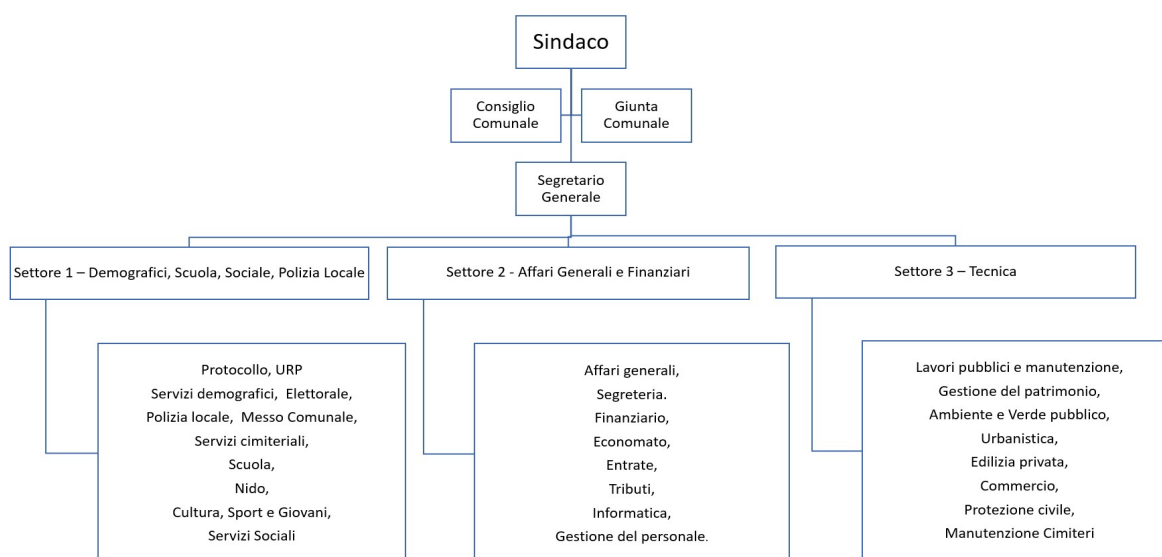 Sindaco
Consiglio
Comunale
Giunta
Comunale
Segretario
Generale
Settore 1 – Demografici, Scuola, Sociale, Polizia Locale
Settore 2 - Affari Generali e Finanziari
Settore 3 – Tecnica
Protocollo, URP
Servizi demografici, Elettorale,
Polizia locale, Messo Comunale,
Servizi cimiteriali,
Scuola,
Nido,
Cultura, Sport e Giovani,
Servizi Sociali
Affari generali,
Segreteria.
Finanziario,
Economato,
Entrate,
Tributi,
Informatica,
Gestione del personale.
Lavori pubblici e manutenzione,
Gestione del patrimonio,
Ambiente e Verde pubblico,
Urbanistica,
Edilizia privata,
Commercio,
Protezione civile,
Manutenzione Cimiteri